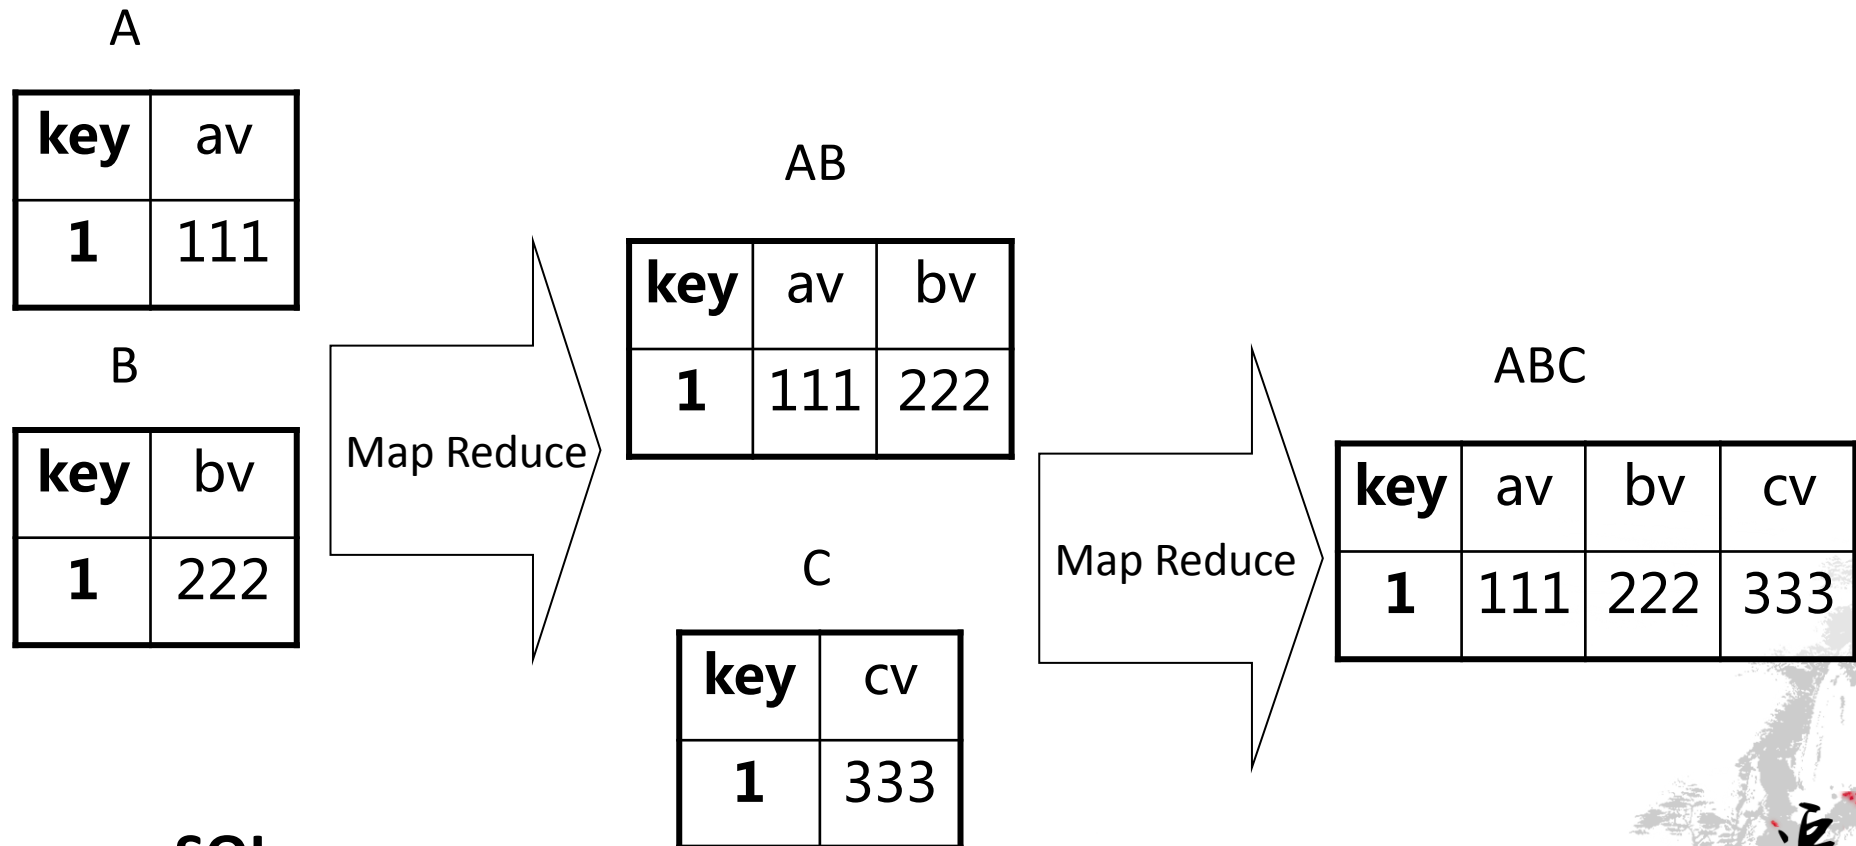 A
key av
1 111
B
key bv
1 222
Map Reduce
AB
key av bv
1 111 222
C
key cv
1 333
Map Reduce
ABC
key av bv cv
1 111 222 333